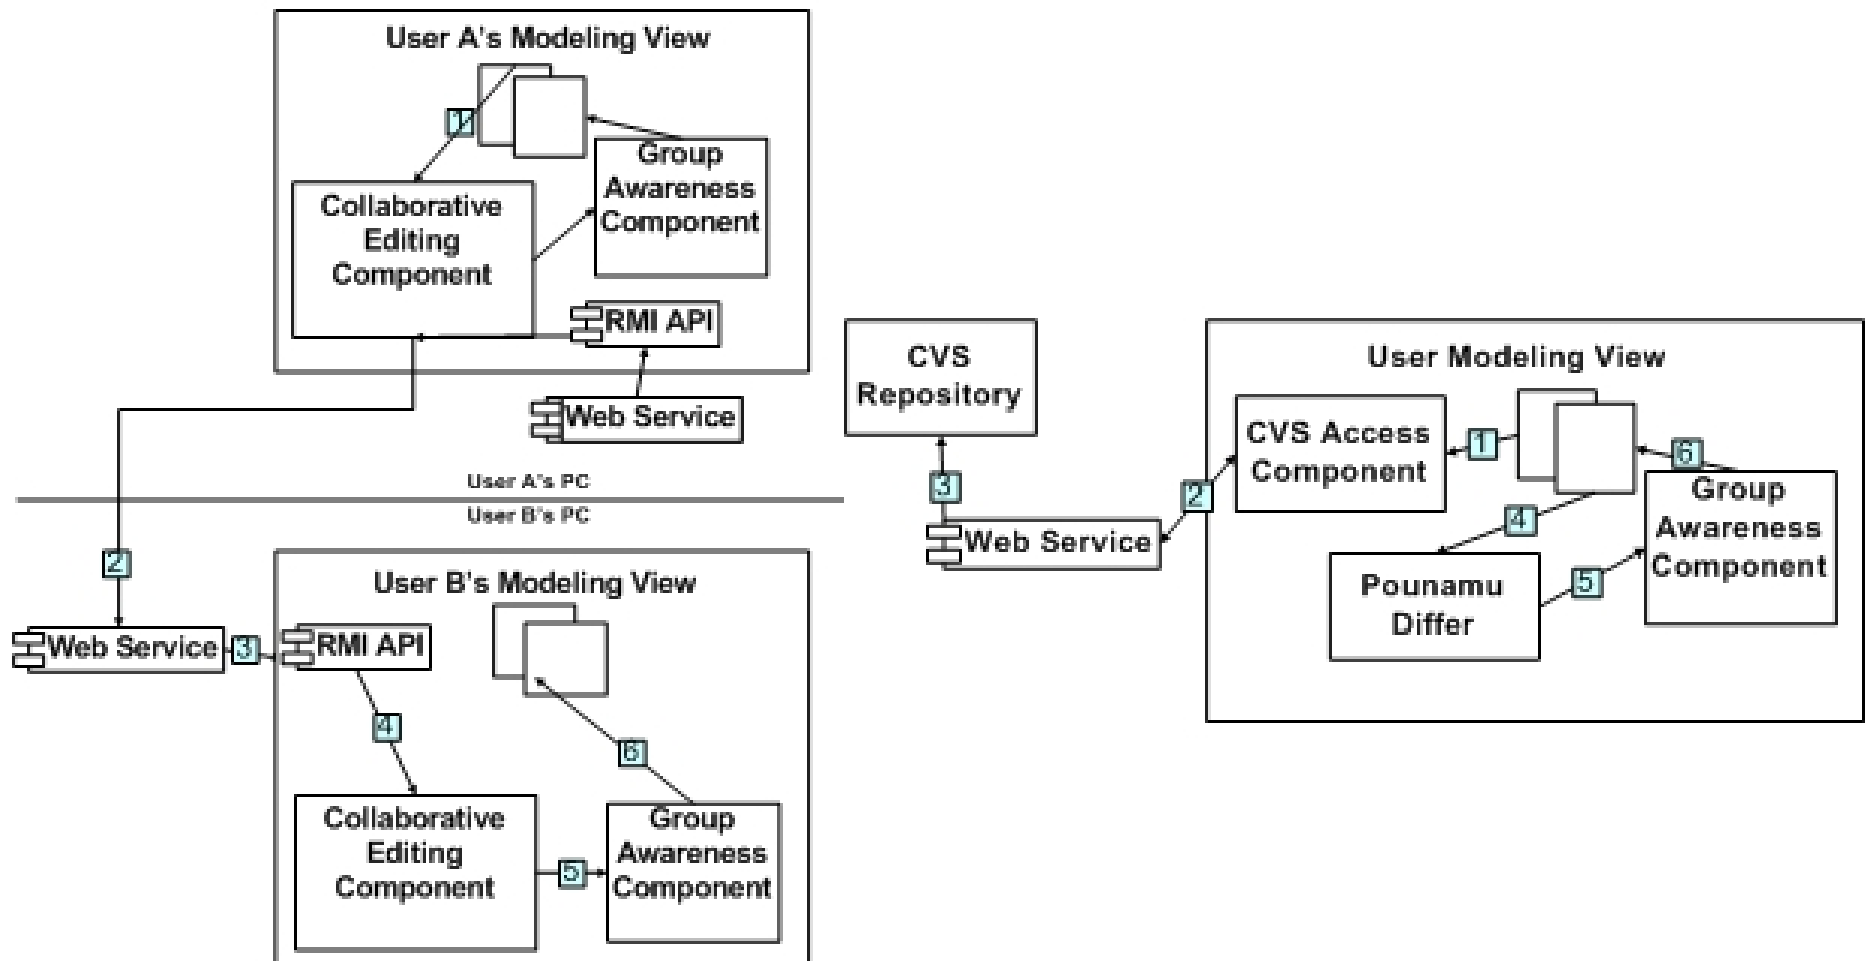 User A's Modeling View
1
Group
Awareness
Component
Collaborative
Editing
Component
RMI API
Web Service
User A's PC
User B's PC
2
User B's Modeling View
Web Service
3
RMI API
4
6
Collaborative
Editing
Component
5
Group
Awareness
Component
CVS
Repository
3
Web Service
2
User Modeling View
CVS Access
Component
1
6
Group
Awareness
Component
4
Pounamu
Differ
5